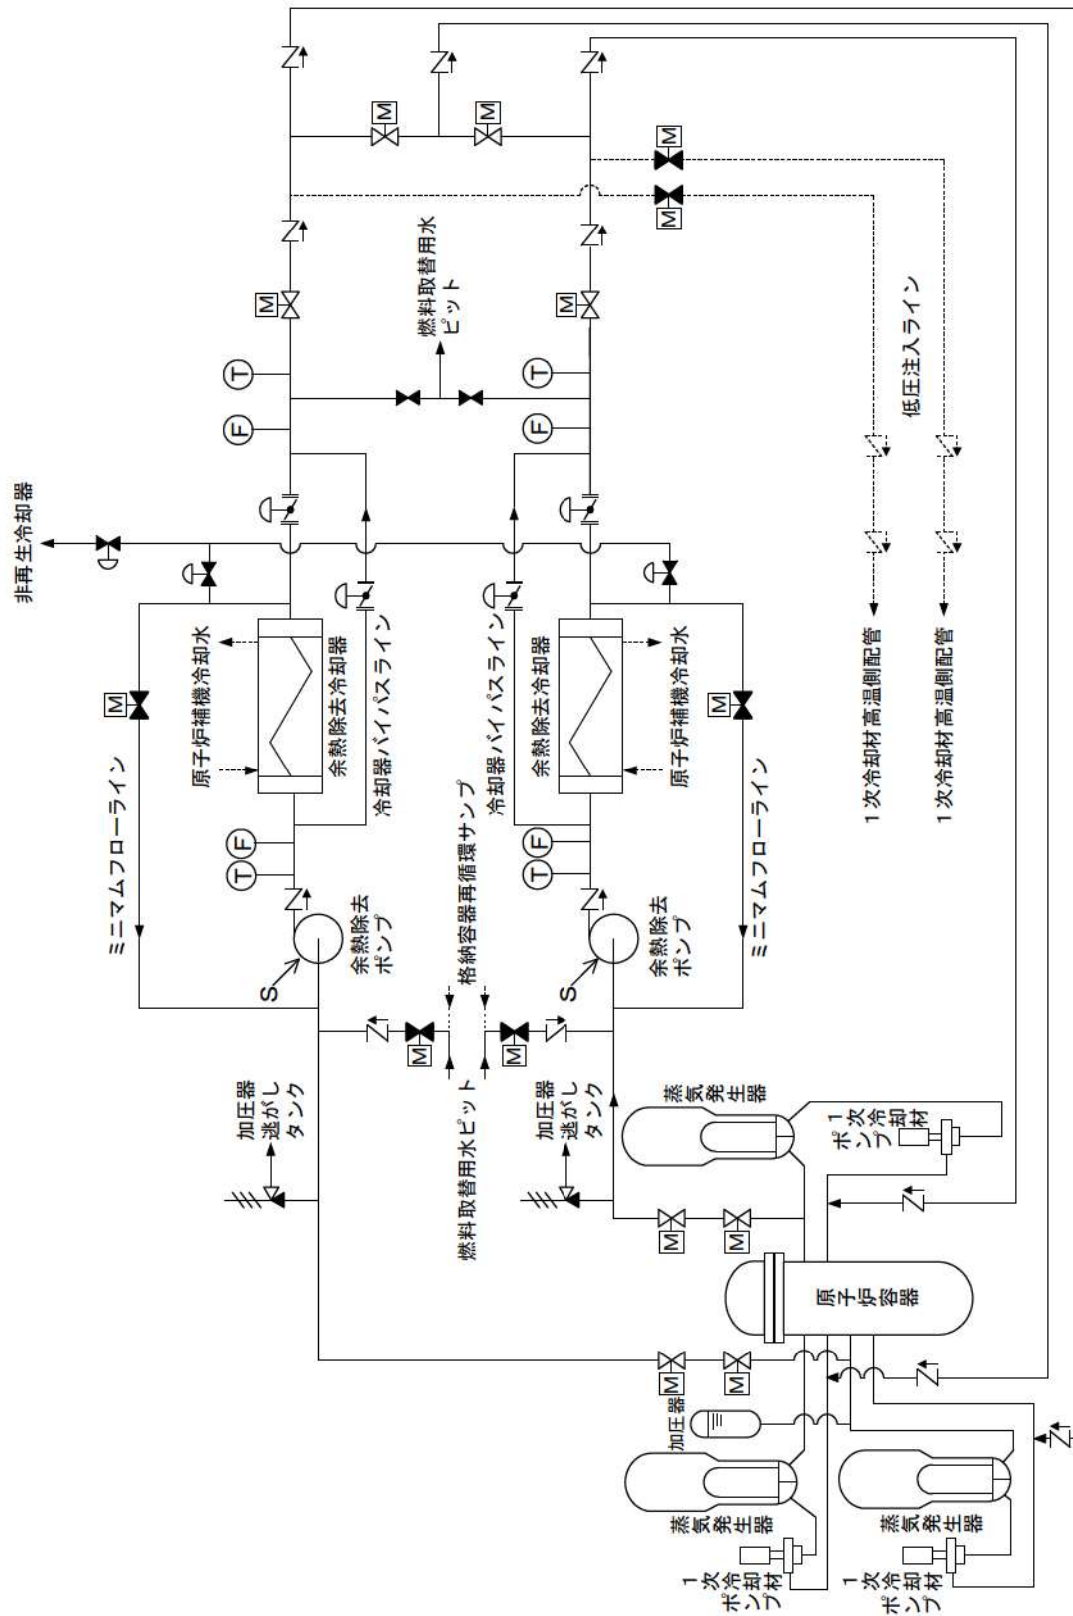 非再生冷却器
ミニマムフローライン
M
加圧器
逃がし
タンク
S
T
F
原子炉補機冷却水
余熱除去冷却器
F
T
M
余熱除去
ポンプ
冷却器バイパスライン
M
M
M
燃料取替用水
ピット
燃料取替用水ピット
格納容器再循環サンプ
M
冷却器バイパスライン
加圧器
逃がし
タンク
S
T
F
余熱除去冷却器
原子炉補機冷却水
F
T
M
余熱除去
ポンプ
M
M
ミニマムフローライン
M
M
M
M
M
加圧器
蒸気発生器
蒸気発生器
1次冷却材
ポンプ
原子炉容器
1次冷却材
ポンプ
蒸気発生器
1次冷却材
ポンプ
1次冷却材高温側配管
1次冷却材高温側配管
低圧注入ライン